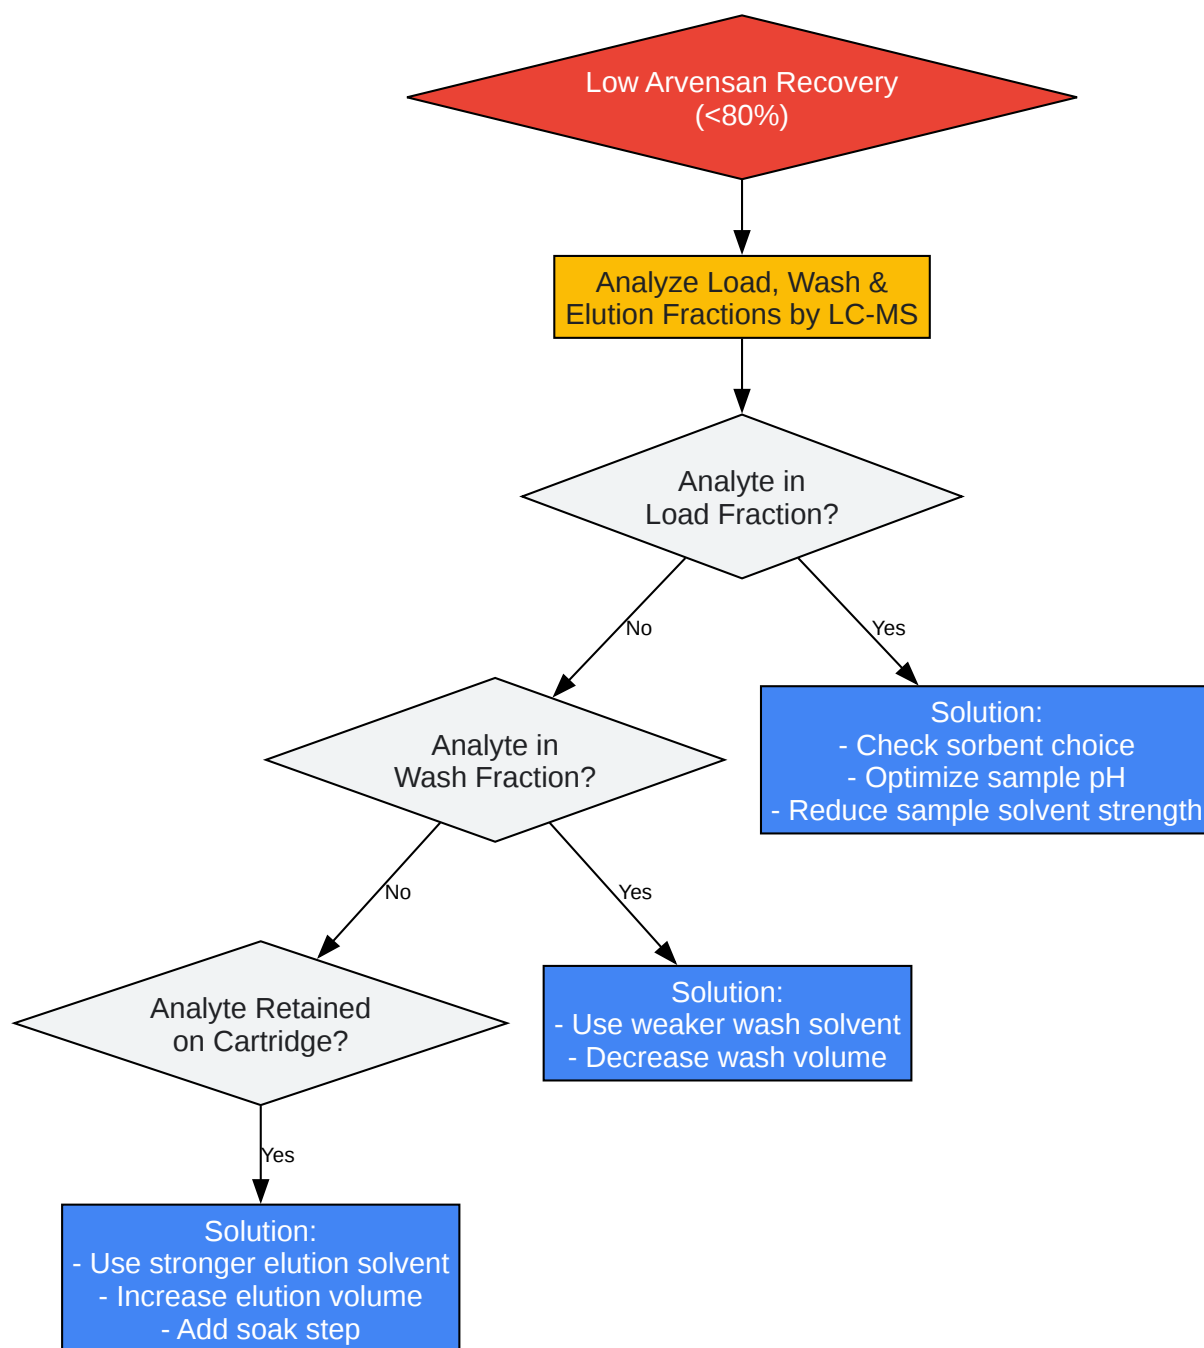 Low Arvensan Recovery
(<80%)
Analyze Load, Wash &
Elution Fractions by LC-MS
Analyte in
Load Fraction?
No
Yes
Analyte in
Wash Fraction?
Solution:
- Check sorbent choice
- Optimize sample pH
- Reduce sample solvent strength
No
Yes
Analyte Retained
on Cartridge?
Solution:
- Use weaker wash solvent
- Decrease wash volume
Yes
Solution:
- Use stronger elution solvent
- Increase elution volume
- Add soak step